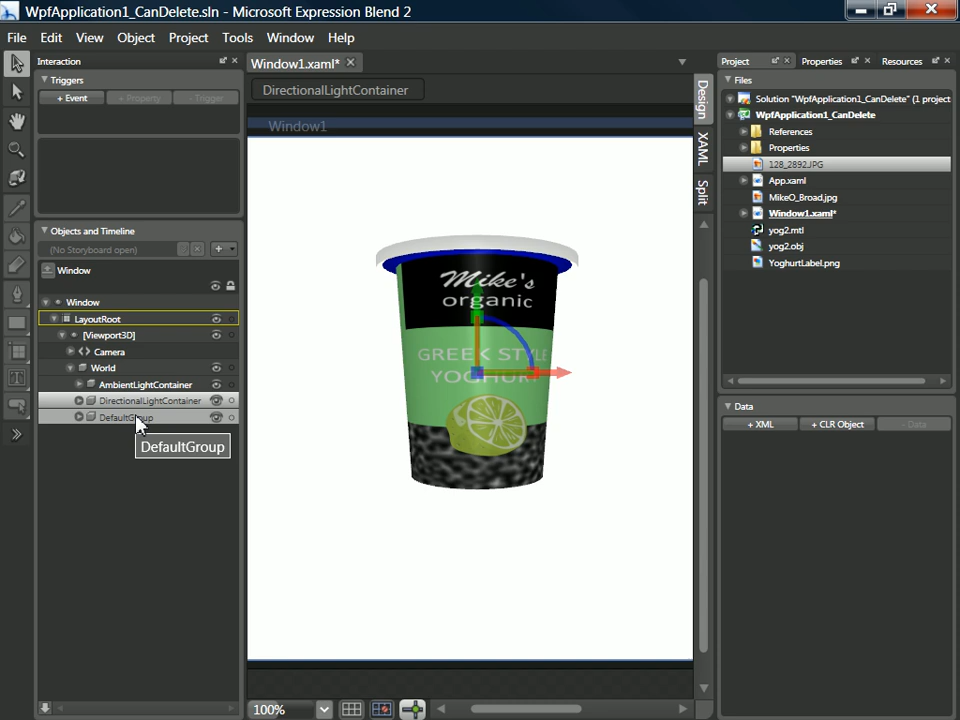 WpfApplication1_CanDelete.sln - Microsoft Expression Blend 2
File Edit View Object Project Tools Window Help
Interaction
Triggers
+ Event + Property - Trigger
Objects and Timeline
(No Storyboard open)
Window
Window
LayoutRoot
[Viewport3D]
Camera
World
AmbientLightContainer
DirectionalLightContainer
DefaultGroup
DefaultGroup
Window1.xaml*
DirectionalLightContainer
Window1
Mike's
organic
GREEK STYLE
YOGHURT
100%
Design
XAML
Split
Project Properties Resources
Files
Solution "WpfApplication1_CanDelete" (1 project
WpfApplication1_CanDelete
References
Properties
128_2892.JPG
App.xaml
MikeO_Broad.jpg
Window1.xaml*
yog2.mtl
yog2.obj
YoghurtLabel.png
Data
+ XML + CLR Object - Data